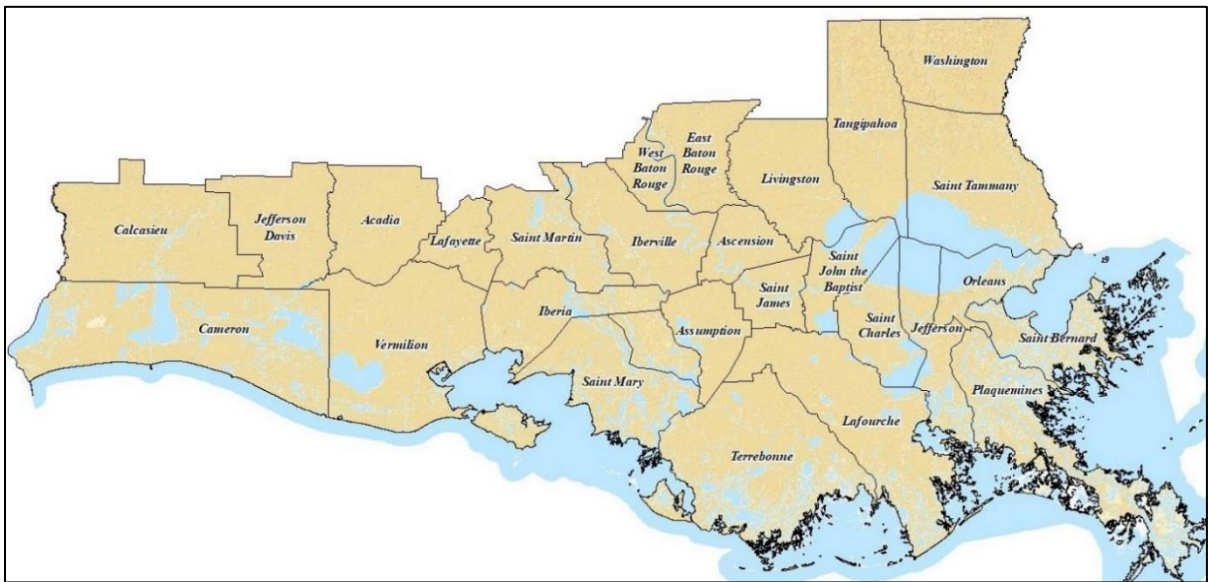 Washington
Tangipahoa
East
Baton
Rouge
West
Baton
Rouge
Livingston
Saint Tammany
Calcasieu
Jefferson
Davis
Acadia
Lafayette
Saint Martin
Iberville
Ascension
Saint
John the
Baptist
Orleans
Saint
James
Cameron
Vermilion
Iberia
Assumption
Saint
Charles
Jefferson
Saint Bernard
Saint Mary
Plaquemines
Lafourche
Terrebonne